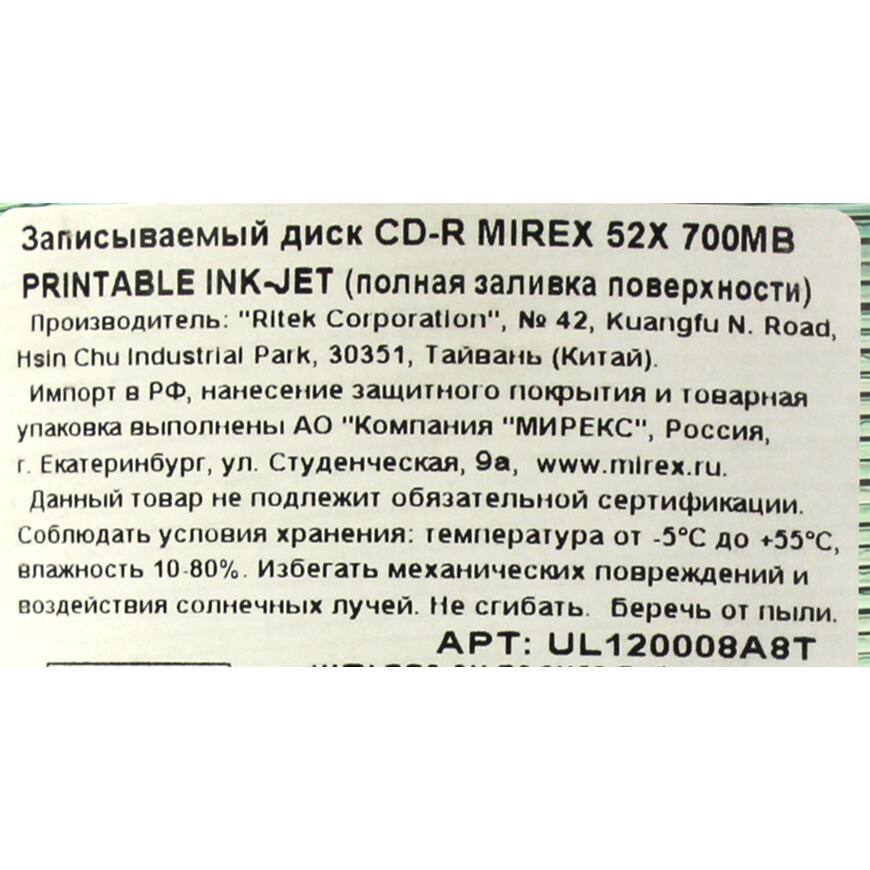 Записываемый диск CD-R MIREX 52X 700MB
PRINTABLE INK-JET (полная заливка поверхности)
Производитель: "Ritek Corporation", № 42, Kuangfu N. Road,
Hsin Chu Industrial Park, 30351, Тайвань (Китай).
Импорт в РФ, нанесение защитного покрытия и товарная
упаковка выполнены АО "Компания "МИРЕКС", Россия,
г. Екатеринбург, ул. Студенческая, 9а, www.mirex.ru.
Данный товар не подлежит обязательной сертификации.
Соблюдать условия хранения: температура от -5°С до +55°С,
влажность 10-80%. Избегать механических повреждений и
воздействия солнечных лучей. Не сгибать. Беречь от пыли.
АРТ: UL120008A8T